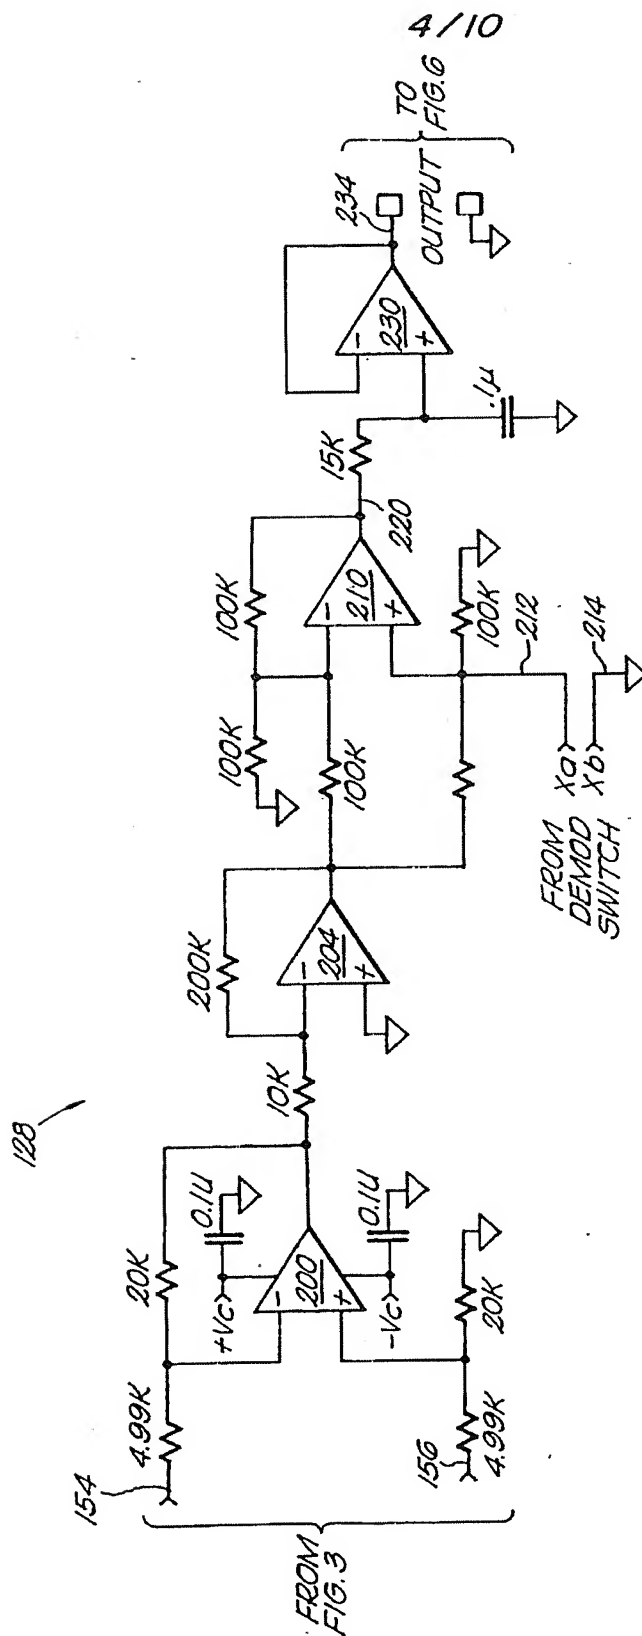 4/10
128
FROM
FIG.3
154
4.99K
20K
+Vc
0.1U
200
-
+
-Vc
0.1U
156
4.99K
20K
10K
200K
204
-
+
100K
100K
100K
210
-
+
100K
212
214
FROM
DEMOD
SWITCH
Xa
Xb
220
15K
.1μ
230
-
+
234
OUTPUT
TO
FIG.6